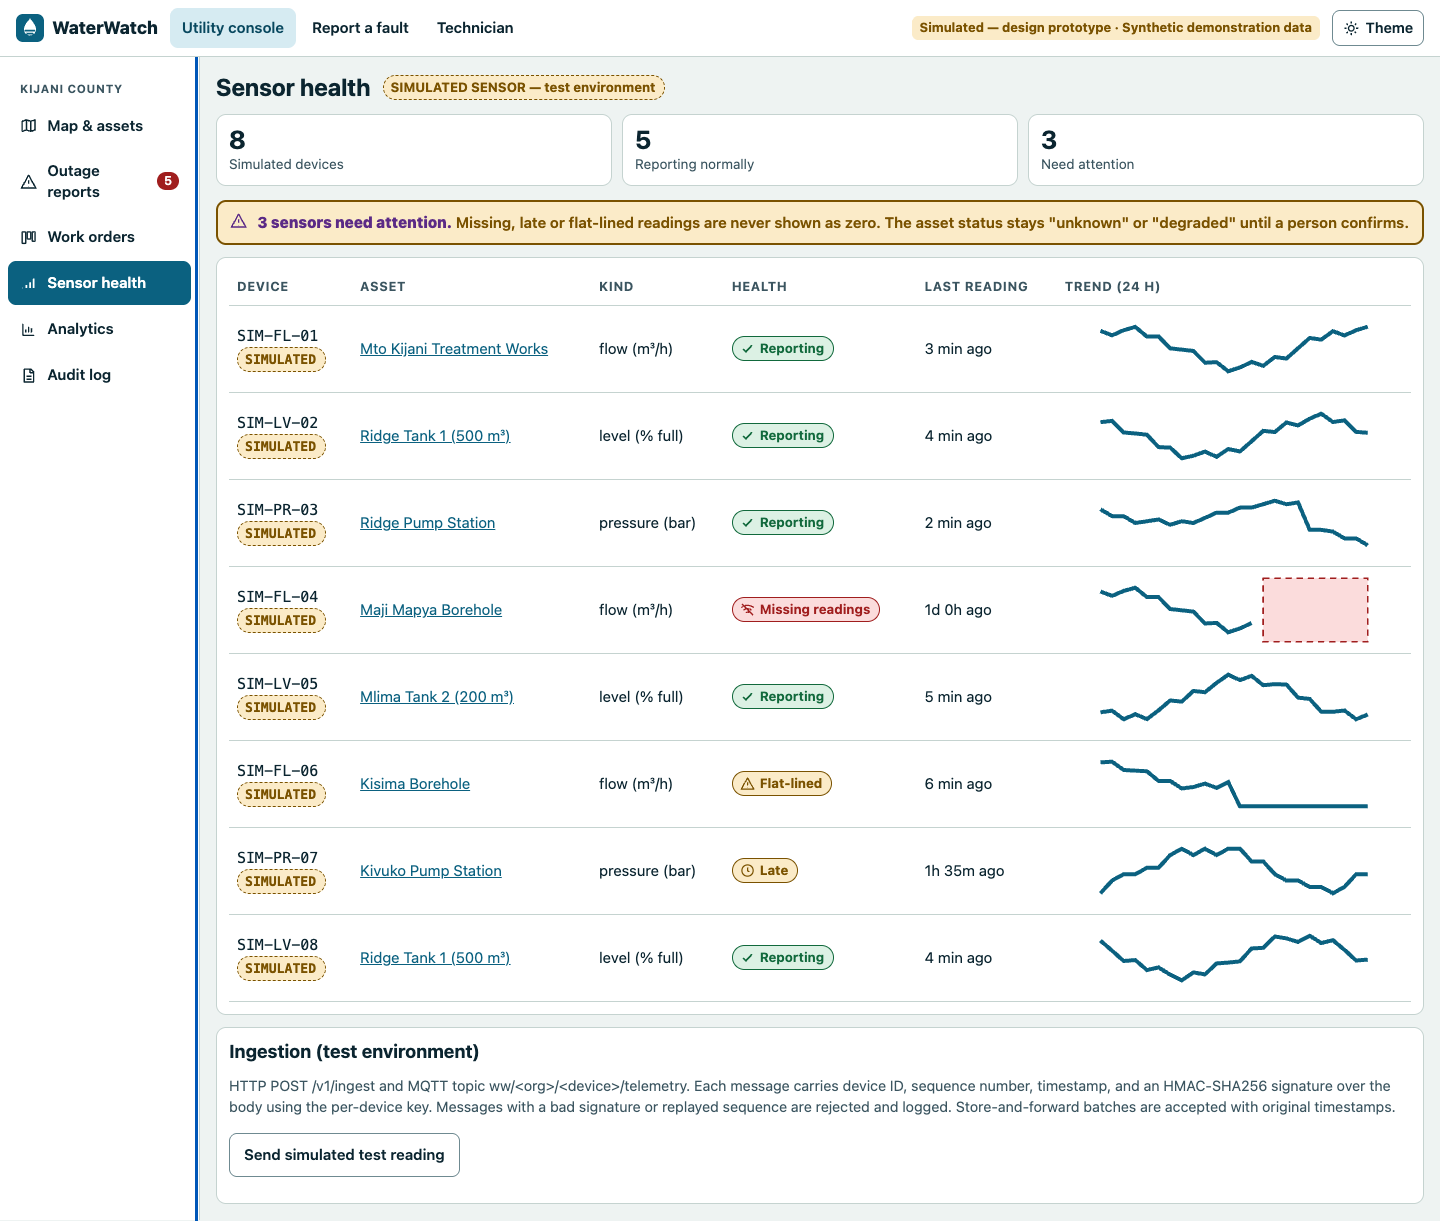 WaterWatch
Utility console
Report a fault
Technician
Simulated — design prototype · Synthetic demonstration data
Theme
KIJANI COUNTY
Map & assets
Outage
reports
5
Work orders
Sensor health
Analytics
Audit log
Sensor health
SIMULATED SENSOR — test environment
8
Simulated devices
5
Reporting normally
3
Need attention
3 sensors need attention. Missing, late or flat-lined readings are never shown as zero. The asset status stays "unknown" or "degraded" until a person confirms.
DEVICE ASSET KIND HEALTH LAST READING TREND (24 H)
SIM-FL-01
SIMULATED
Mto Kijani Treatment Works flow (m³/h) Reporting 3 min ago
SIM-LV-02
SIMULATED
Ridge Tank 1 (500 m³) level (% full) Reporting 4 min ago
SIM-PR-03
SIMULATED
Ridge Pump Station pressure (bar) Reporting 2 min ago
SIM-FL-04
SIMULATED
Maji Mapya Borehole flow (m³/h) Missing readings 1d 0h ago
SIM-LV-05
SIMULATED
Mlima Tank 2 (200 m³) level (% full) Reporting 5 min ago
SIM-FL-06
SIMULATED
Kisima Borehole flow (m³/h) Flat-lined 6 min ago
SIM-PR-07
SIMULATED
Kivuko Pump Station pressure (bar) Late 1h 35m ago
SIM-LV-08
SIMULATED
Ridge Tank 1 (500 m³) level (% full) Reporting 4 min ago
Ingestion (test environment)
HTTP POST /v1/ingest and MQTT topic ww/<org>/<device>/telemetry. Each message carries device ID, sequence number, timestamp, and an HMAC-SHA256 signature over the
body using the per-device key. Messages with a bad signature or replayed sequence are rejected and logged. Store-and-forward batches are accepted with original timestamps.
Send simulated test reading